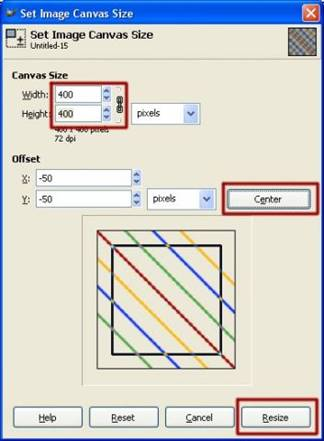 Set Image Canvas Size
Set Image Canvas Size
Untitled-15
Canvas Size
Width: 400
Height: 400 pixels
400 x 400 pixels
72 dpi
Offset
X: -50
Y: -50 pixels Center
Help Reset Cancel Resize